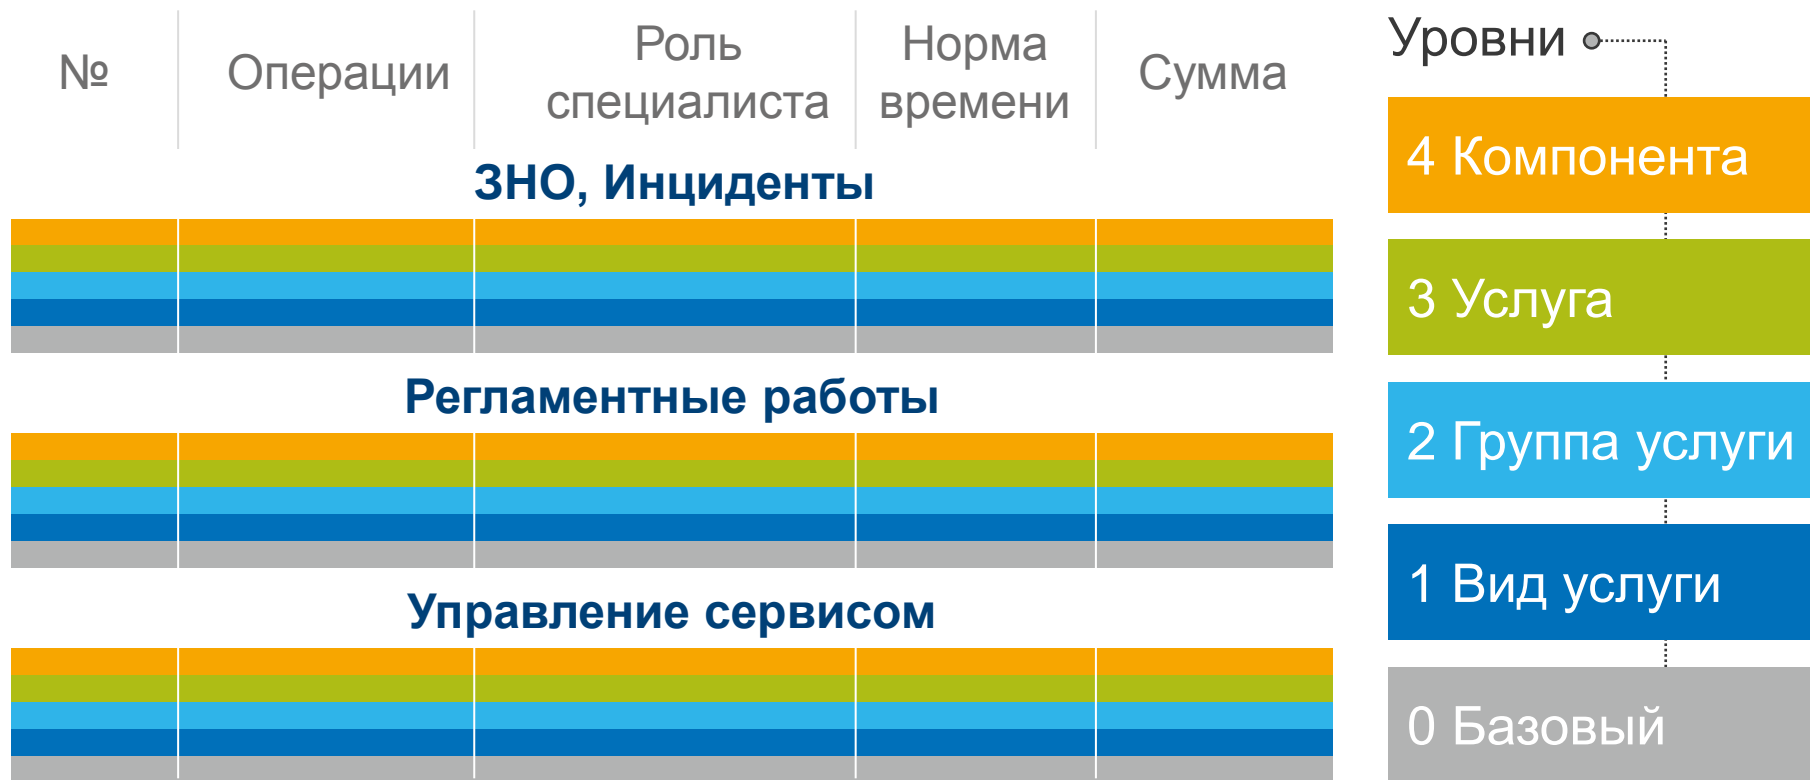 №
Операции
Роль
специалиста
Норма
времени
Сумма
ЗНО, Инциденты
Регламентные работы
Управление сервисом
Уровни
4 Компонента
3 Услуга
2 Группа услуги
1 Вид услуги
0 Базовый